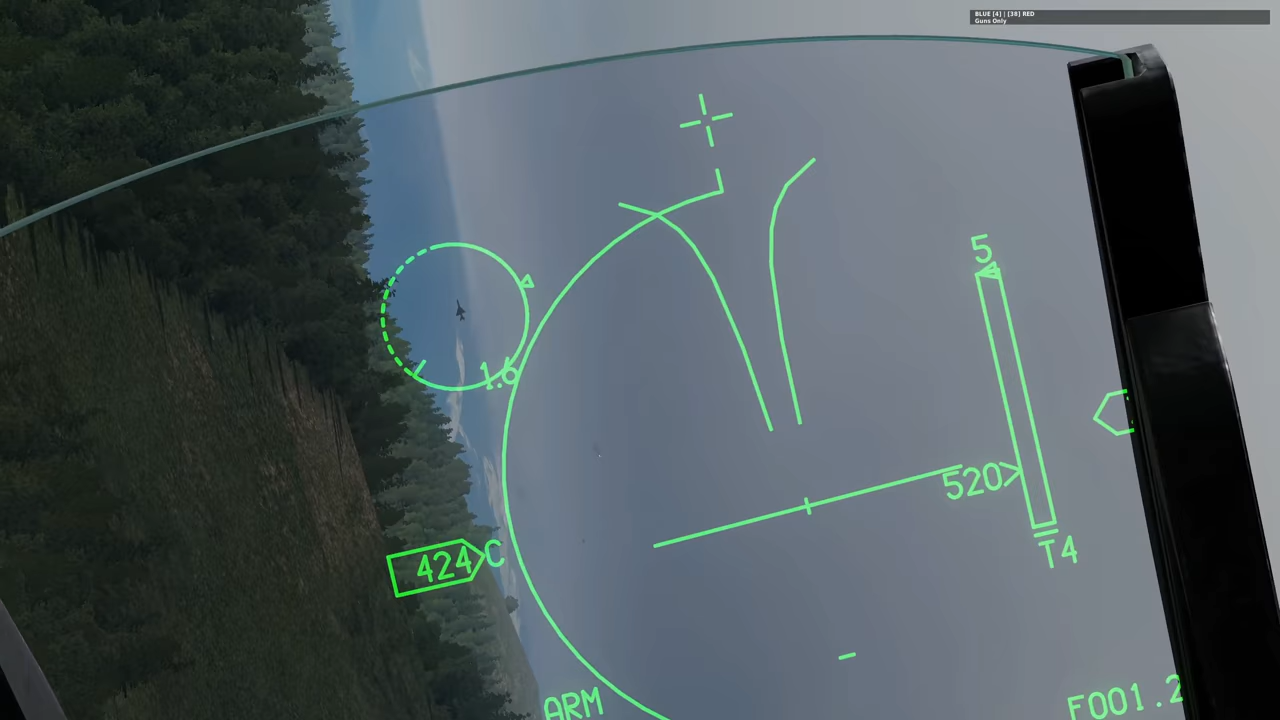 BLUE [4] | [38] RED
Guns Only
5
1.6
520>
424 C
T4
ARM
F001.2